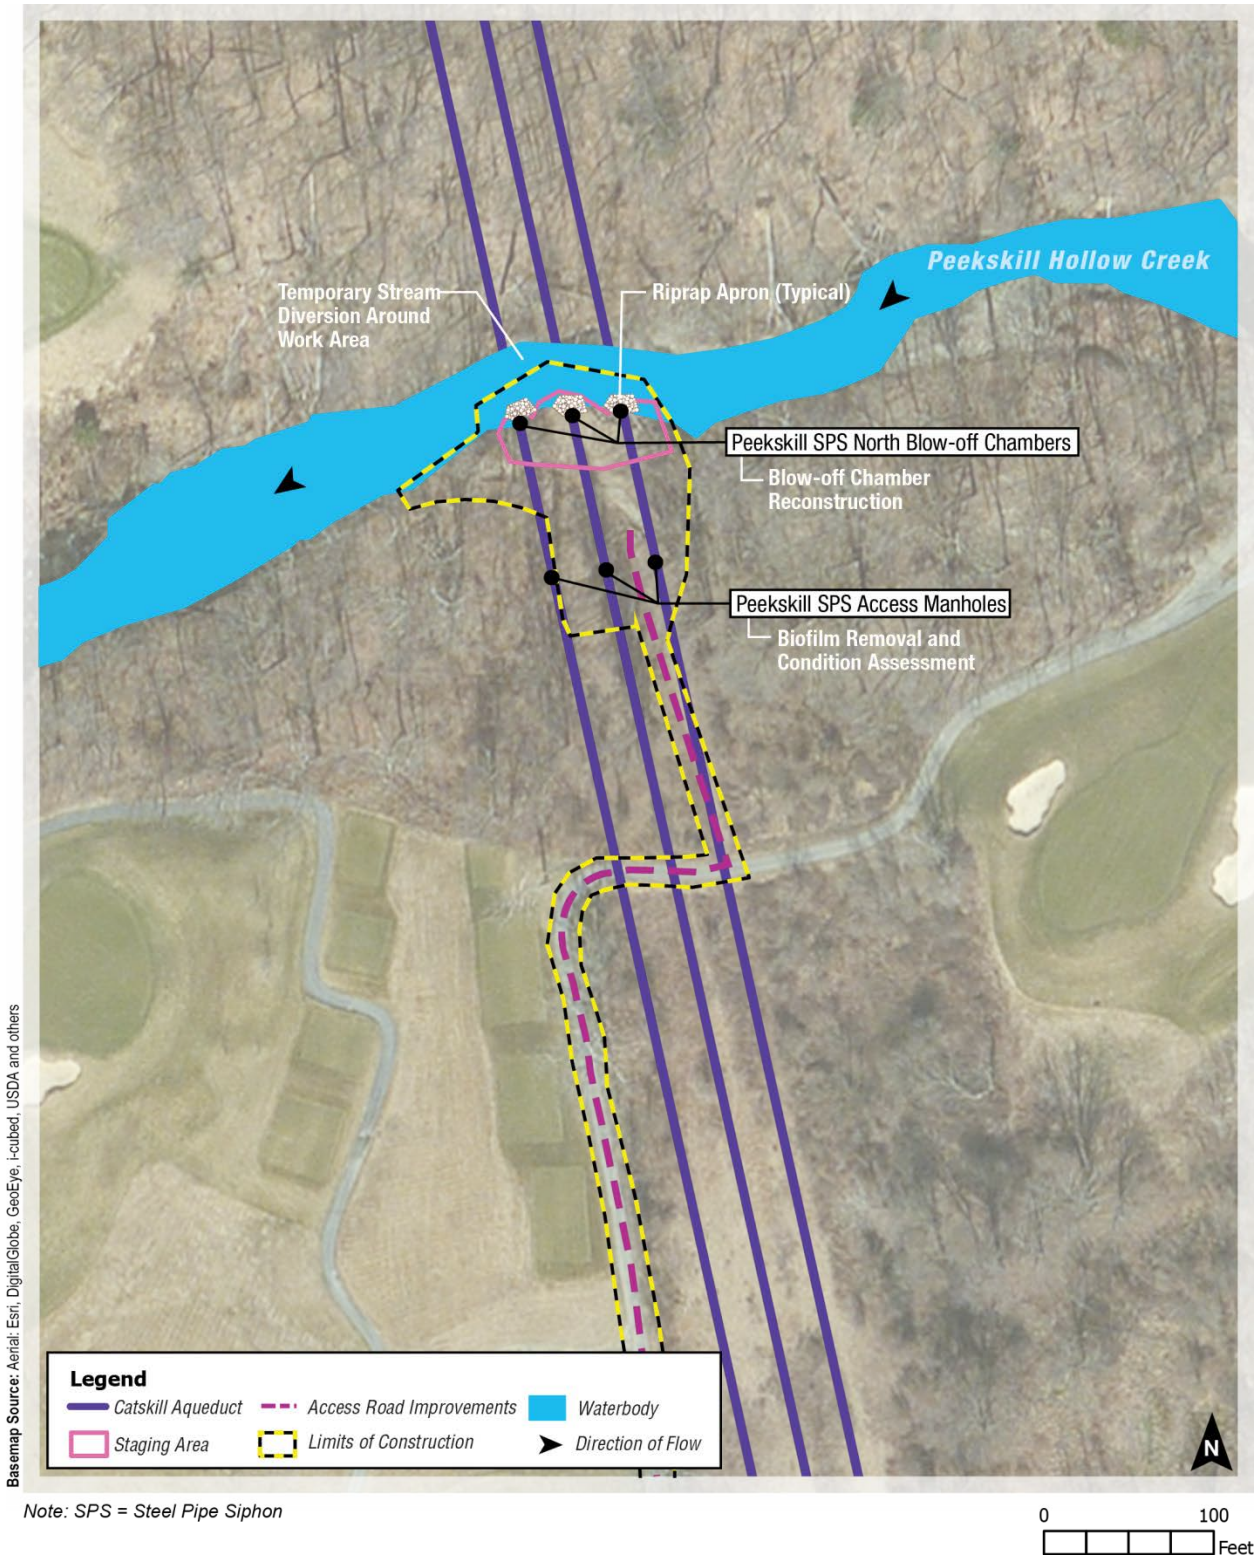 Peekskill Hollow Creek
Temporary Stream
Diversion Around
Work Area
Riprap Apron (Typical)
Peekskill SPS North Blow-off Chambers
Blow-off Chamber
Reconstruction
Peekskill SPS Access Manholes
Biofilm Removal and
Condition Assessment
Basemap Source: Aerial: Esri, DigitalGlobe, GeoEye, i-cubed, USDA and others
Legend
Catskill Aqueduct
Access Road Improvements
Waterbody
Staging Area
Limits of Construction
Direction of Flow
N
Note: SPS = Steel Pipe Siphon
0 100
Feet